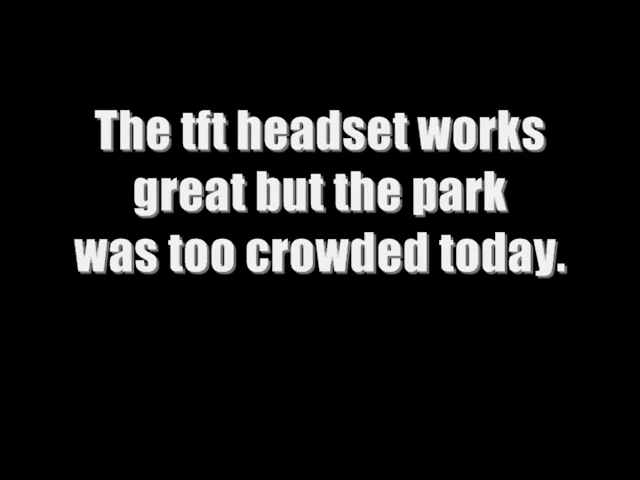 The tft headset works
great but the park
was too crowded today.